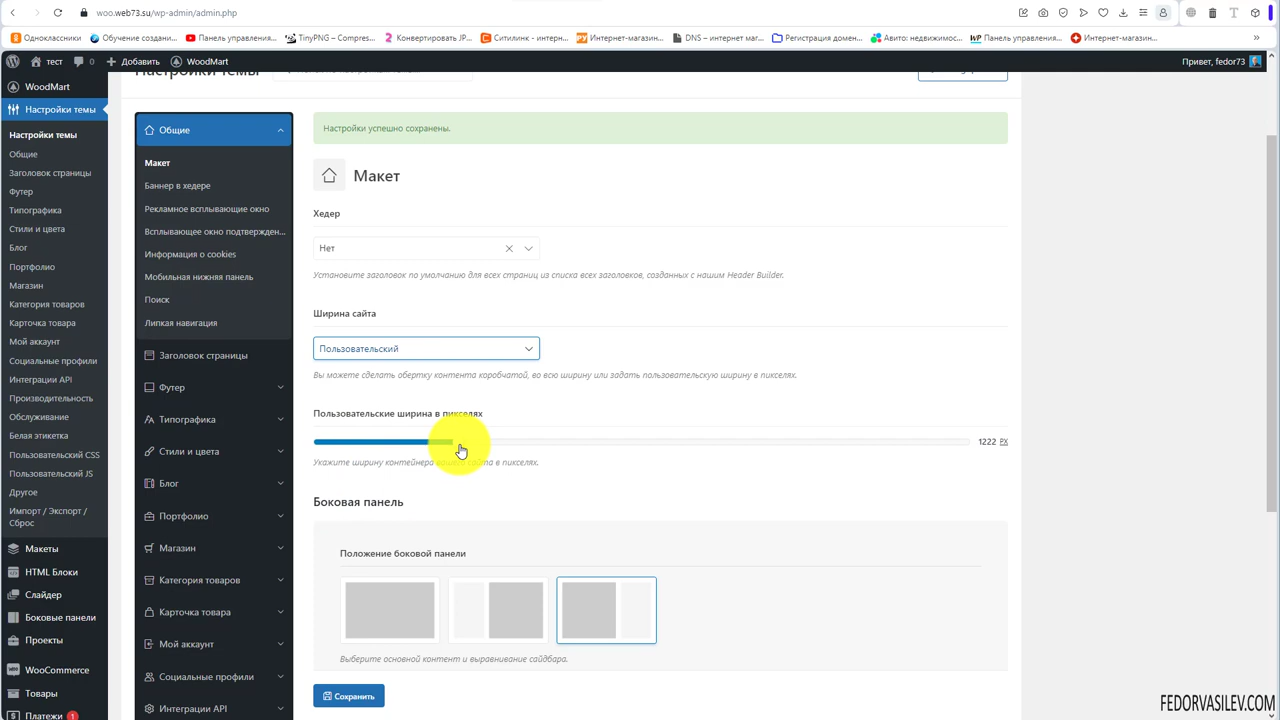 woo.web73.su/wp-admin/admin.php
Одноклассники
Обучение создани...
Панель управления...
TinyPNG – Compres...
Конвертировать JP...
Ситилинк - интерн...
Интернет-магазин...
DNS – интернет маг...
Регистрация домен...
Авито: недвижимос...
Панель управления...
Интернет-магазин...
тест
0
Добавить
WoodMart
Привет, fedor73
WoodMart
Настройки темы
Настройки темы
Общие
Заголовок страницы
Футер
Типографика
Стили и цвета
Блог
Портфолио
Магазин
Категория товаров
Карточка товара
Мой аккаунт
Социальные профили
Интеграции API
Производительность
Обслуживание
Белая этикетка
Пользовательский CSS
Пользовательский JS
Другое
Импорт / Экспорт /
Сброс
Макеты
HTML Блоки
Слайдер
Боковые панели
Проекты
WooCommerce
Товары
Платежи 1
Настройки темы
Общие
Макет
Баннер в хедере
Рекламное всплывающие окно
Всплывающее окно подтвержден...
Информация о cookies
Мобильная нижняя панель
Поиск
Липкая навигация
Заголовок страницы
Футер
Типографика
Стили и цвета
Блог
Портфолио
Магазин
Категория товаров
Карточка товара
Мой аккаунт
Социальные профили
Интеграции API
Настройки успешно сохранены.
Макет
Хедер
Нет
Установите заголовок по умолчанию для всех страниц из списка всех заголовков, созданных с нашим Header Builder.
Ширина сайта
Пользовательский
Вы можете сделать обертку контента коробчатой, во всю ширину или задать пользовательскую ширину в пикселях.
Пользовательские ширина в пикселях
1222 PX
Укажите ширину контейнера вашего сайта в пикселях.
Боковая панель
Положение боковой панели
Выберите основной контент и выравнивание сайдбара.
Сохранить
FEDORVASILEV.COM